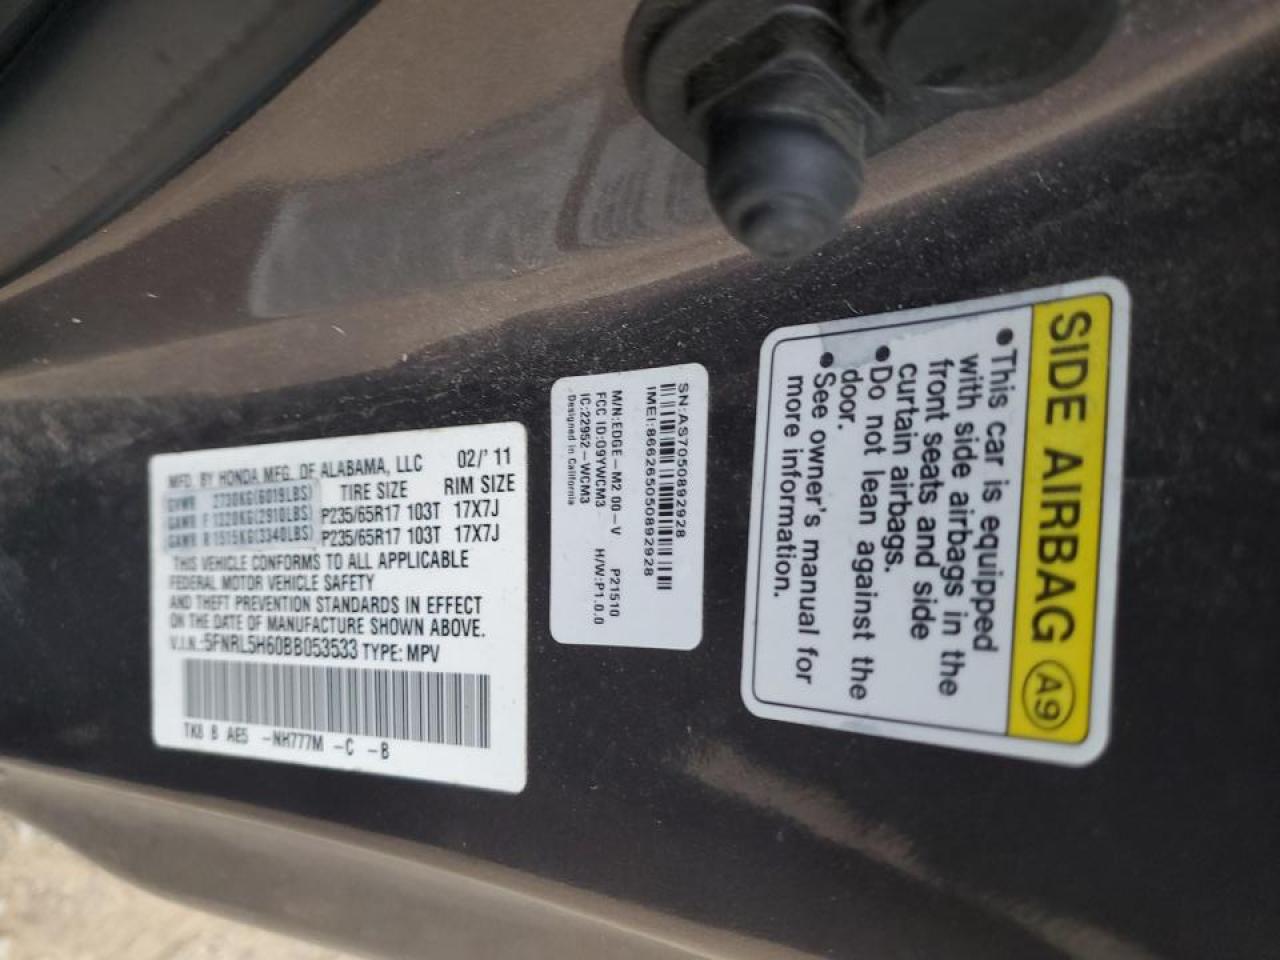 MFD. BY HONDA MFG. OF ALABAMA, LLC 02/'11
GVWR 2730KG(6019LBS) TIRE SIZE RIM SIZE
GAWR F 1320KG(2910LBS) P235/65R17 103T 17X7J
GAWR R 1515KG(3340LBS) P235/65R17 103T 17X7J
THIS VEHICLE CONFORMS TO ALL APPLICABLE
FEDERAL MOTOR VEHICLE SAFETY
AND THEFT PREVENTION STANDARDS IN EFFECT
ON THE DATE OF MANUFACTURE SHOWN ABOVE.
V.I.N.:5FNRL5H60BB053533 TYPE: MPV
TK8 B AE5 -NH777M -C -B
SN:AS7050892928
IMEI:866265050892928
M/N:EDGE-M2 00-V P21510
FCC ID:09YWCM3 H/W:P1.0.0
IC:22952-WCM3
Designed in California
SIDE AIRBAG A9
•This car is equipped
with side airbags in the
front seats and side
curtain airbags.
•Do not lean against the
door.
•See owner's manual for
more information.